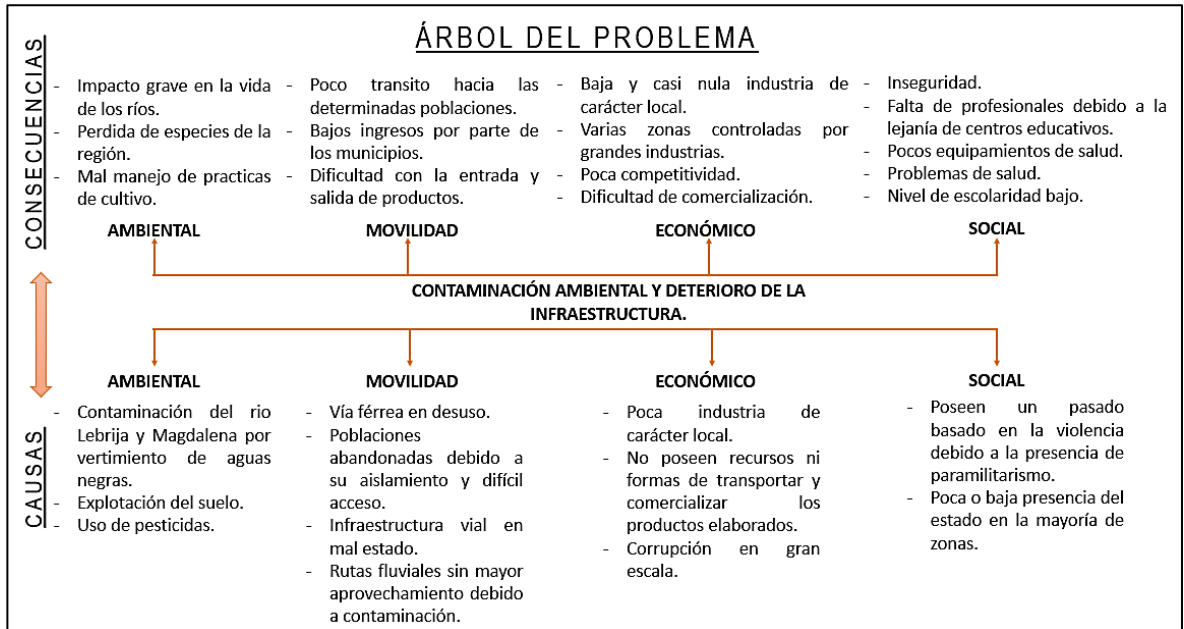 ÁRBOL DEL PROBLEMA
CONSECUENCIAS
- Impacto grave en la vida
de los ríos.
- Perdida de especies de la
región.
- Mal manejo de practicas
de cultivo.
AMBIENTAL
- Poco transito hacia las
determinadas poblaciones.
- Bajos ingresos por parte de
los municipios.
- Dificultad con la entrada y
salida de productos.
MOVILIDAD
- Baja y casi nula industria de
carácter local.
- Varias zonas controladas por
grandes industrias.
- Poca competitividad.
- Dificultad de comercialización.
ECONÓMICO
- Inseguridad.
- Falta de profesionales debido a la
lejanía de centros educativos.
- Pocos equipamientos de salud.
- Problemas de salud.
- Nivel de escolaridad bajo.
SOCIAL
CONTAMINACIÓN AMBIENTAL Y DETERIORO DE LA
INFRAESTRUCTURA.
CAUSAS
AMBIENTAL
- Contaminación del rio
Lebrija y Magdalena por
vertimiento de aguas
negras.
- Explotación del suelo.
- Uso de pesticidas.
MOVILIDAD
- Vía férrea en desuso.
- Poblaciones
abandonadas debido a
su aislamiento y difícil
acceso.
- Infraestructura vial en
mal estado.
- Rutas fluviales sin mayor
aprovechamiento debido
a contaminación.
ECONÓMICO
- Poca industria de
carácter local.
- No poseen recursos ni
formas de transportar y
comercializar los
productos elaborados.
- Corrupción en gran
escala.
SOCIAL
- Poseen un pasado
basado en la violencia
debido a la presencia de
paramilitarismo.
- Poca o baja presencia del
estado en la mayoría de
zonas.